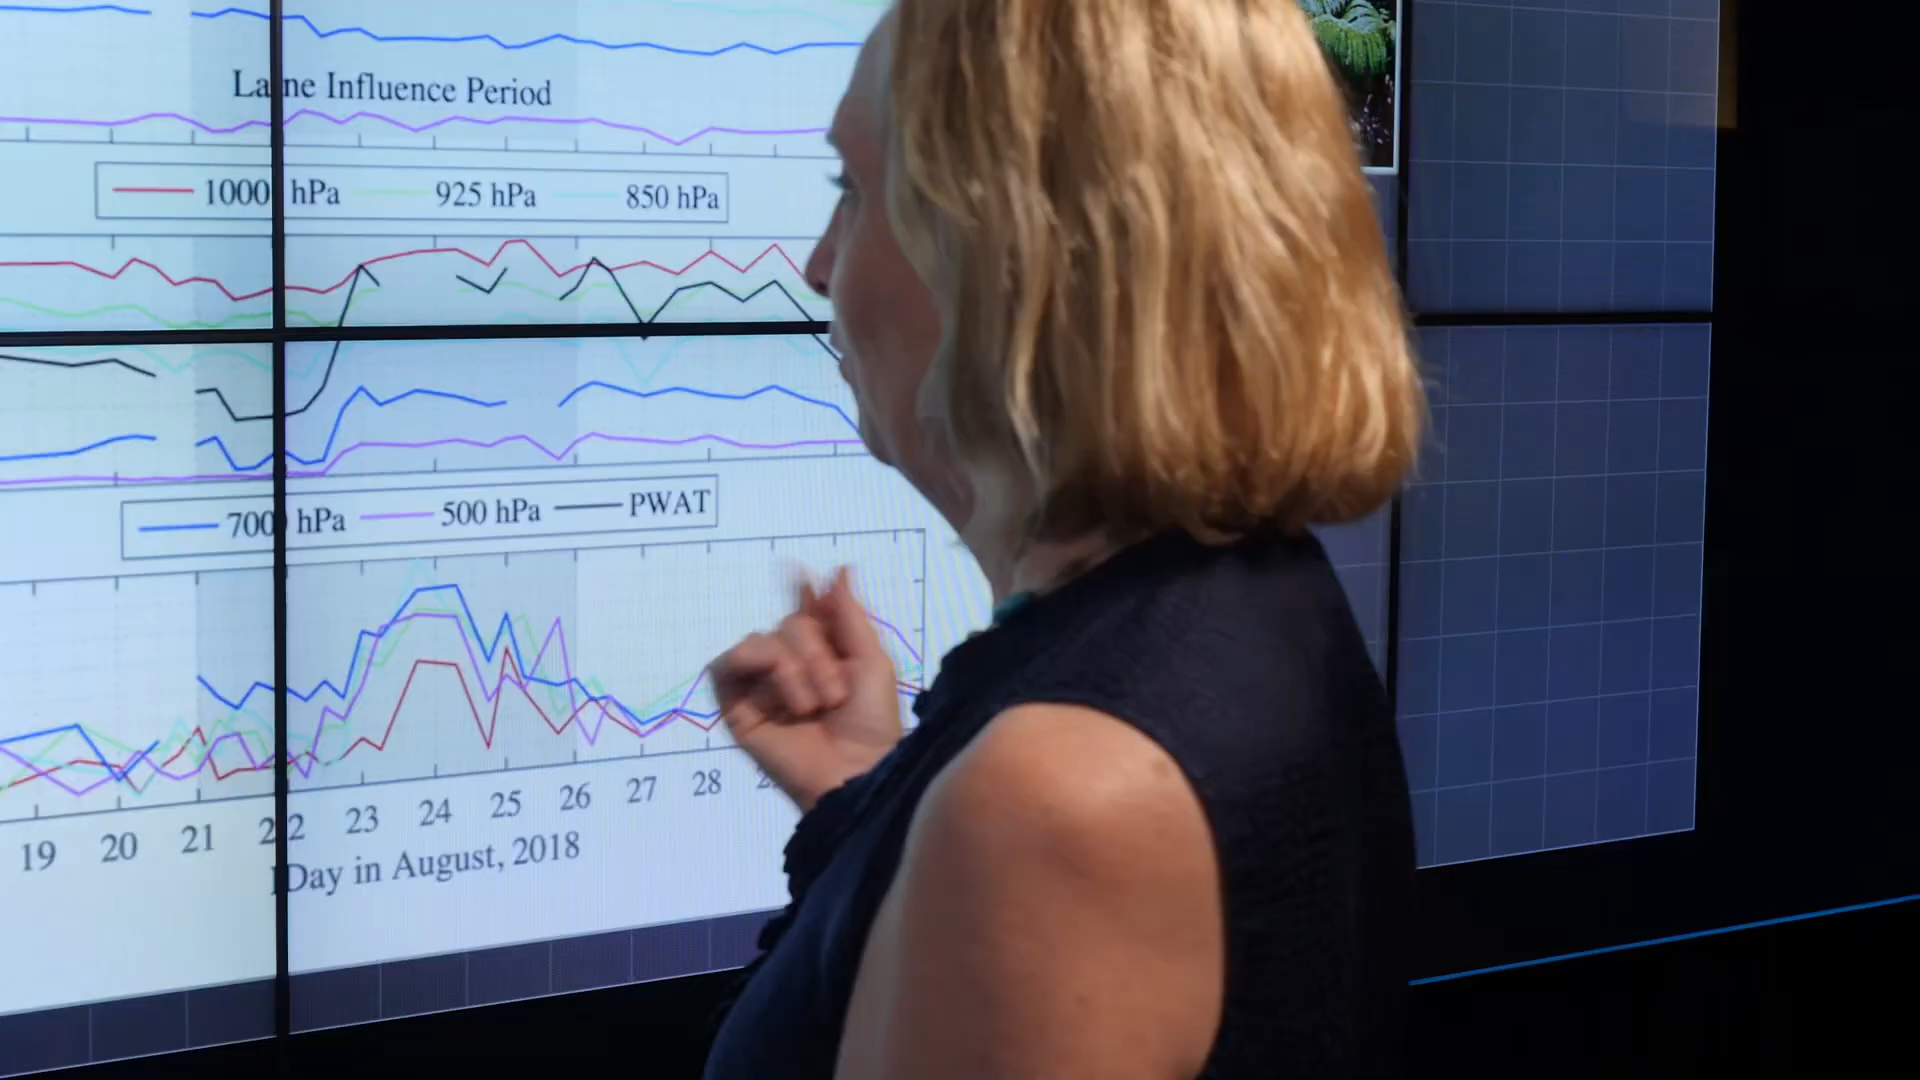 Lane Influence Period
1000 hPa 925 hPa 850 hPa
700 hPa 500 hPa PWAT
19 20 21 22 23 24 25 26 27 28
Day in August, 2018